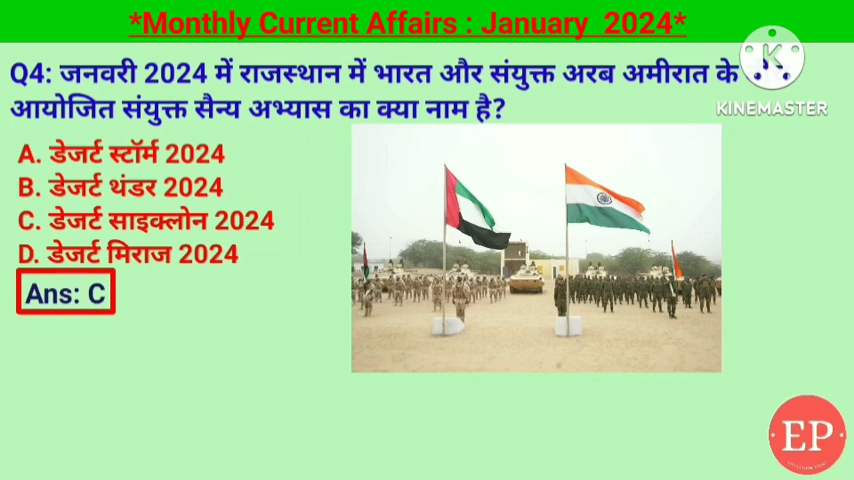 *Monthly Current Affairs : January 2024*
Q4: जनवरी 2024 में राजस्थान में भारत और संयुक्त अरब अमीरात के
आयोजित संयुक्त सैन्य अभ्यास का क्या नाम है?
KINEMASTER
A. डेजर्ट स्टॉर्म 2024
B. डेजर्ट थंडर 2024
C. डेजर्ट साइक्लोन 2024
D. डेजर्ट मिराज 2024
Ans: C
EP